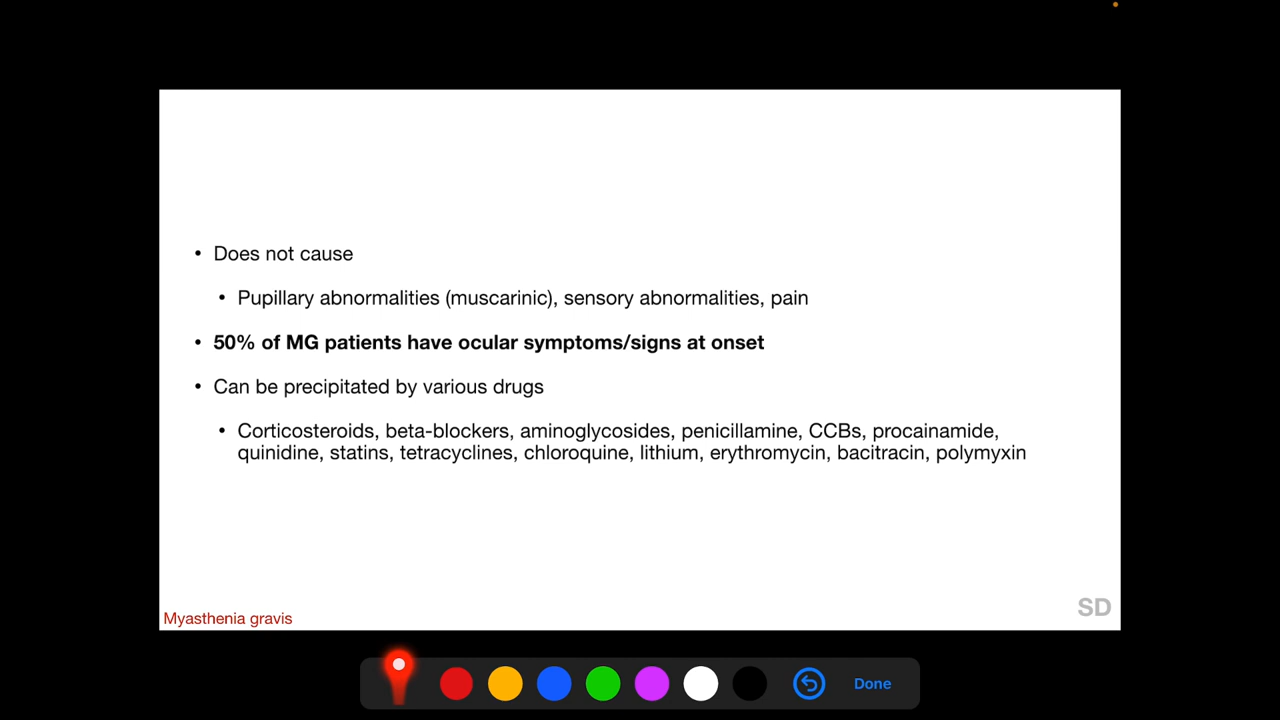 • Does not cause
• Pupillary abnormalities (muscarinic), sensory abnormalities, pain
• 50% of MG patients have ocular symptoms/signs at onset
• Can be precipitated by various drugs
• Corticosteroids, beta-blockers, aminoglycosides, penicillamine, CCBs, procainamide,
quinidine, statins, tetracyclines, chloroquine, lithium, erythromycin, bacitracin, polymyxin
SD
Myasthenia gravis
Done